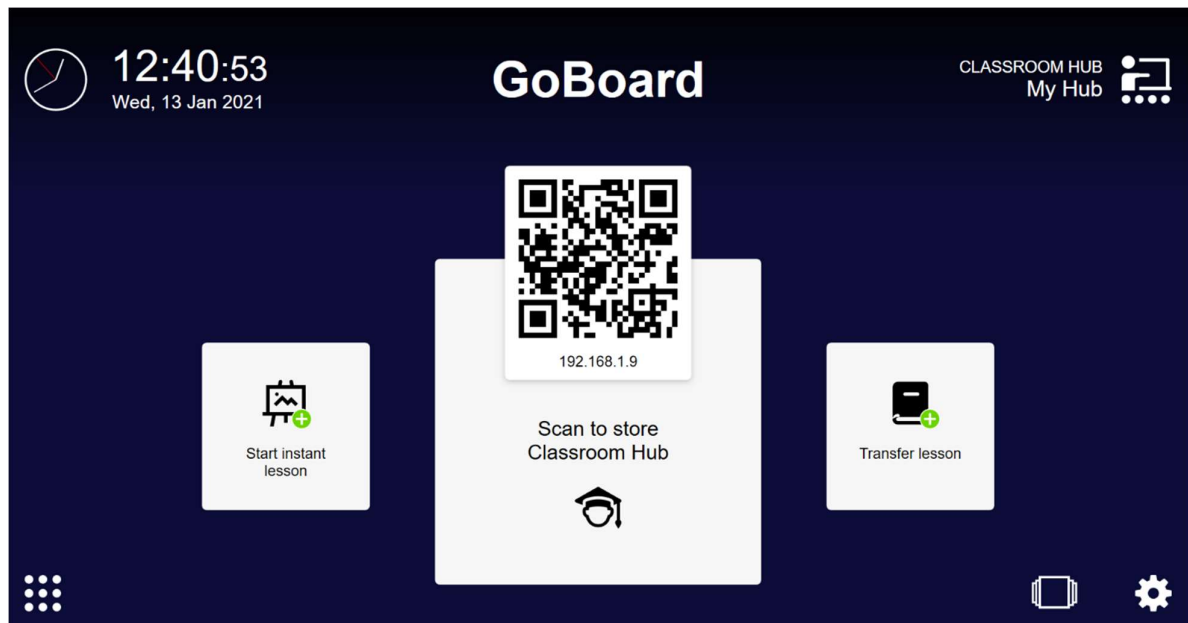 12:40:53
Wed, 13 Jan 2021
GoBoard
CLASSROOM HUB
My Hub
192.168.1.9
Scan to store
Classroom Hub
Start instant
lesson
Transfer lesson